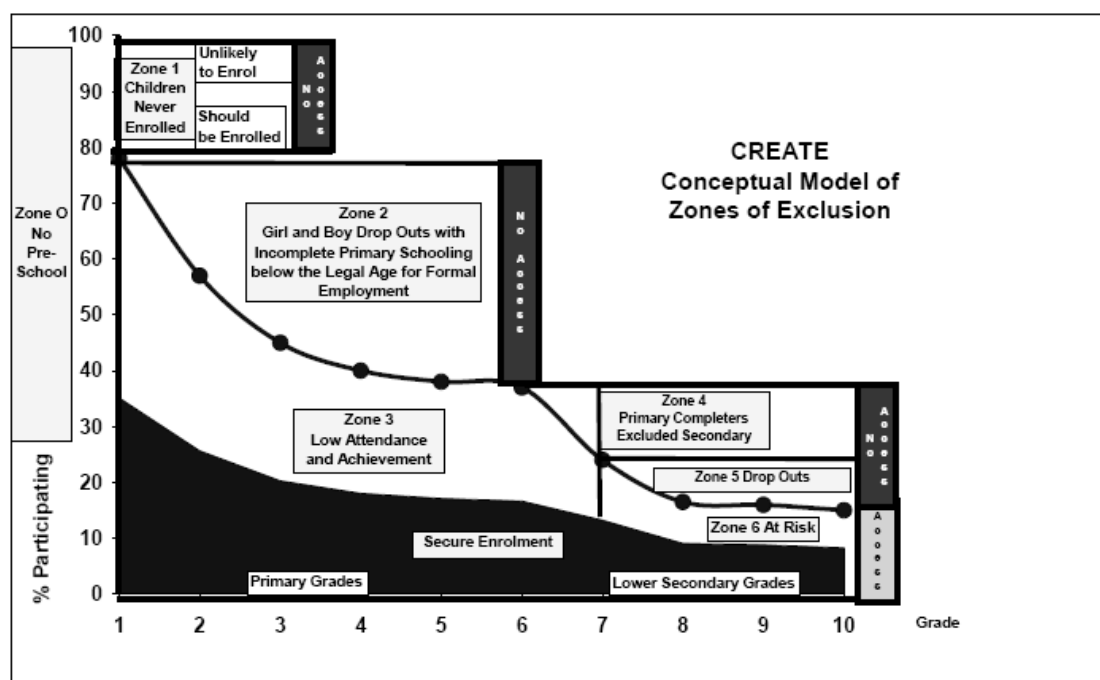 100
90
80
70
60
50
40
30
20
10
0
% Participating
Zone O
No
Pre-
School
Zone 1
Children
Never
Enrolled
Unlikely
to Enrol
Should
be Enrolled
No
Access
CREATE
Conceptual Model of
Zones of Exclusion
Zone 2
Girl and Boy Drop Outs with
Incomplete Primary Schooling
below the Legal Age for Formal
Employment
No Access
Zone 3
Low Attendance
and Achievement
Zone 4
Primary Completers
Excluded Secondary
No
Access
Zone 5 Drop Outs
Zone 6 At Risk
Access
Secure Enrolment
Primary Grades
Lower Secondary Grades
1 2 3 4 5 6 7 8 9 10
Grade